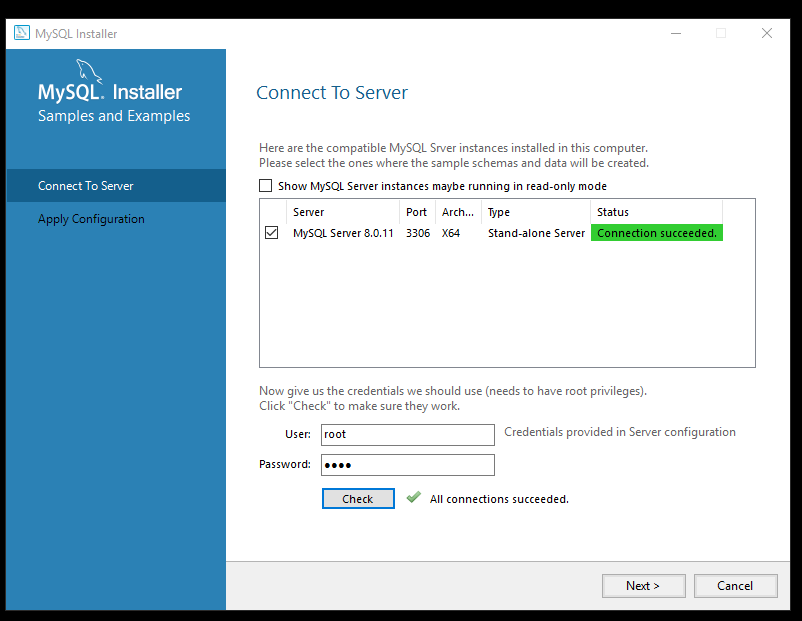 MySQL Installer
MySQL. Installer
Samples and Examples
Connect To Server
Apply Configuration
Connect To Server
Here are the compatible MySQL Srver instances installed in this computer.
Please select the ones where the sample schemas and data will be created.
Show MySQL Server instances maybe running in read-only mode
Server Port Arch... Type Status
MySQL Server 8.0.11 3306 X64 Stand-alone Server Connection succeeded.
Now give us the credentials we should use (needs to have root privileges).
Click "Check" to make sure they work.
User: root Credentials provided in Server configuration
Password: ●●●●
Check All connections succeeded.
Next > Cancel